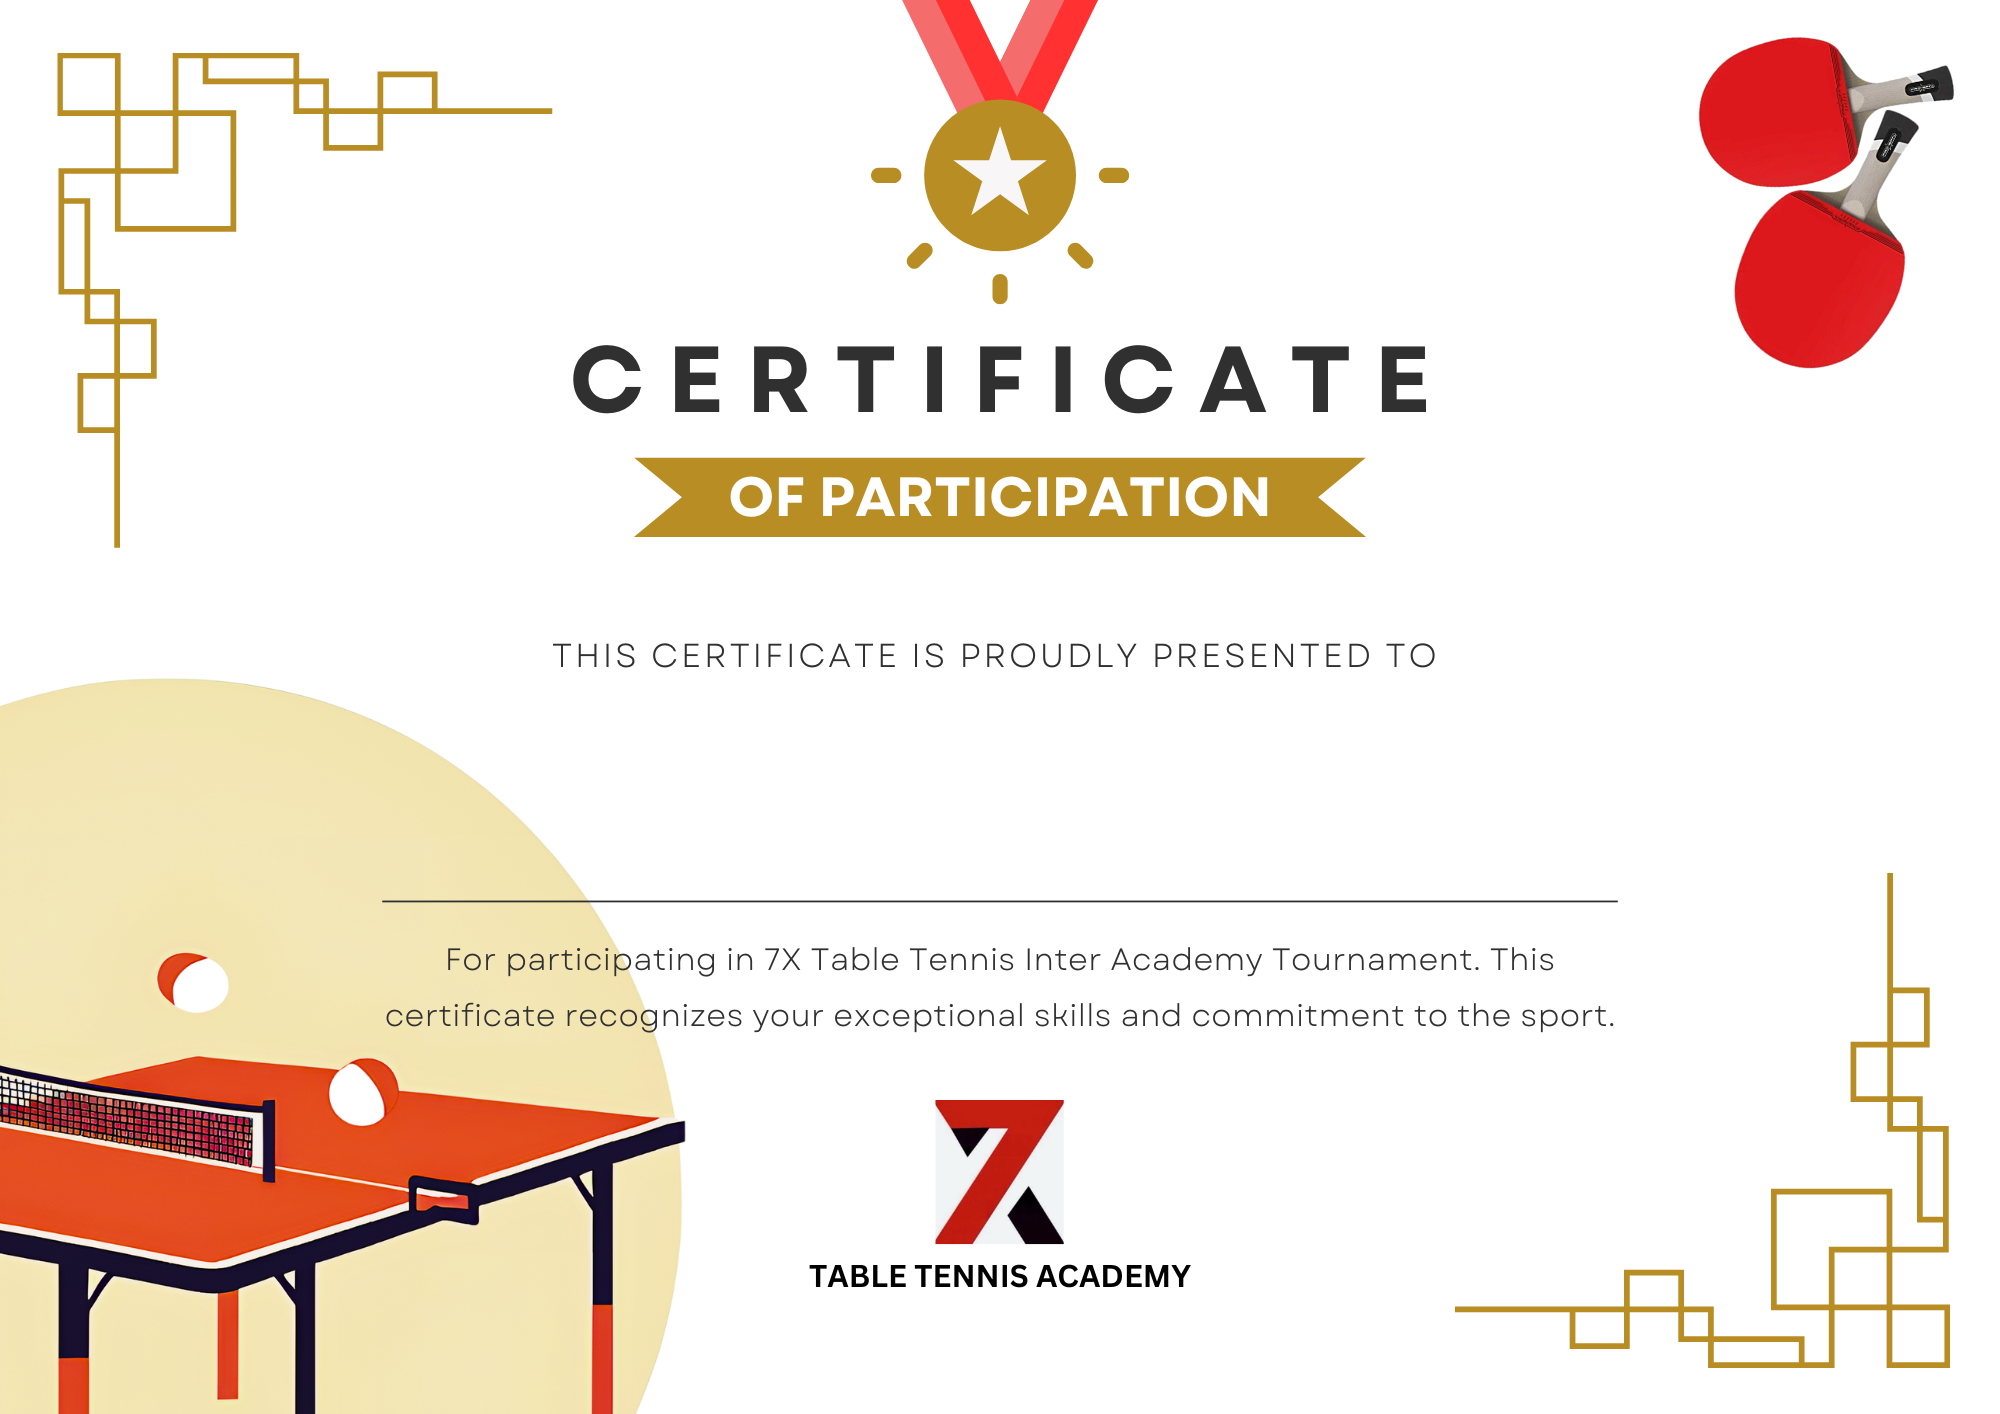 CERTIFICATE
OF PARTICIPATION
THIS CERTIFICATE IS PROUDLY PRESENTED TO
For participating in 7X Table Tennis Inter Academy Tournament. This
certificate recognizes your exceptional skills and commitment to the sport.
7X
TABLE TENNIS ACADEMY